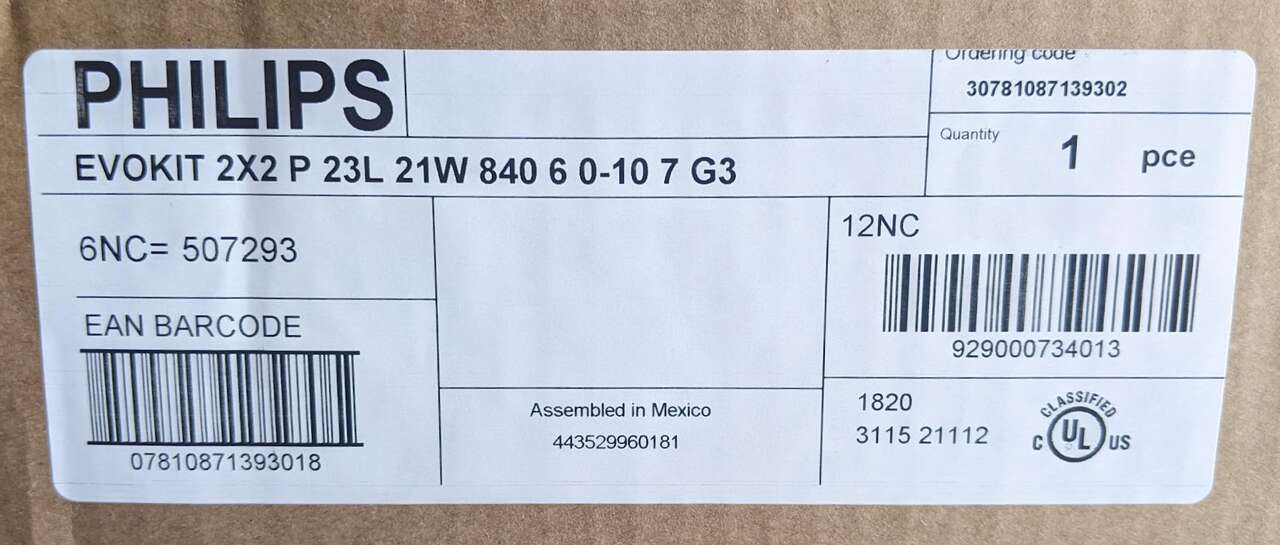 PHILIPS
Ordering code
30781087139302
EVOKIT 2X2 P 23L 21W 840 6 0-10 7 G3
Quantity
1 pce
6NC= 507293
EAN BARCODE
07810871393018
Assembled in Mexico
443529960181
12NC
929000734013
1820
3115 21112
CLASSIFIED
C UL US